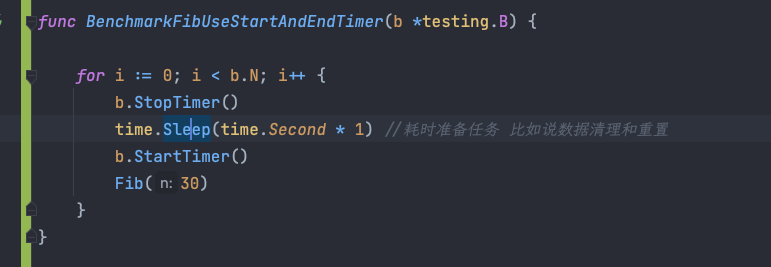 func BenchmarkFibUseStartAndEndTimer(b *testing.B) {
for i := 0; i < b.N; i++ {
b.StopTimer()
time.Sleep(time.Second * 1) //耗时准备任务 比如说数据清理和重置
b.StartTimer()
Fib( n: 30)
}
}